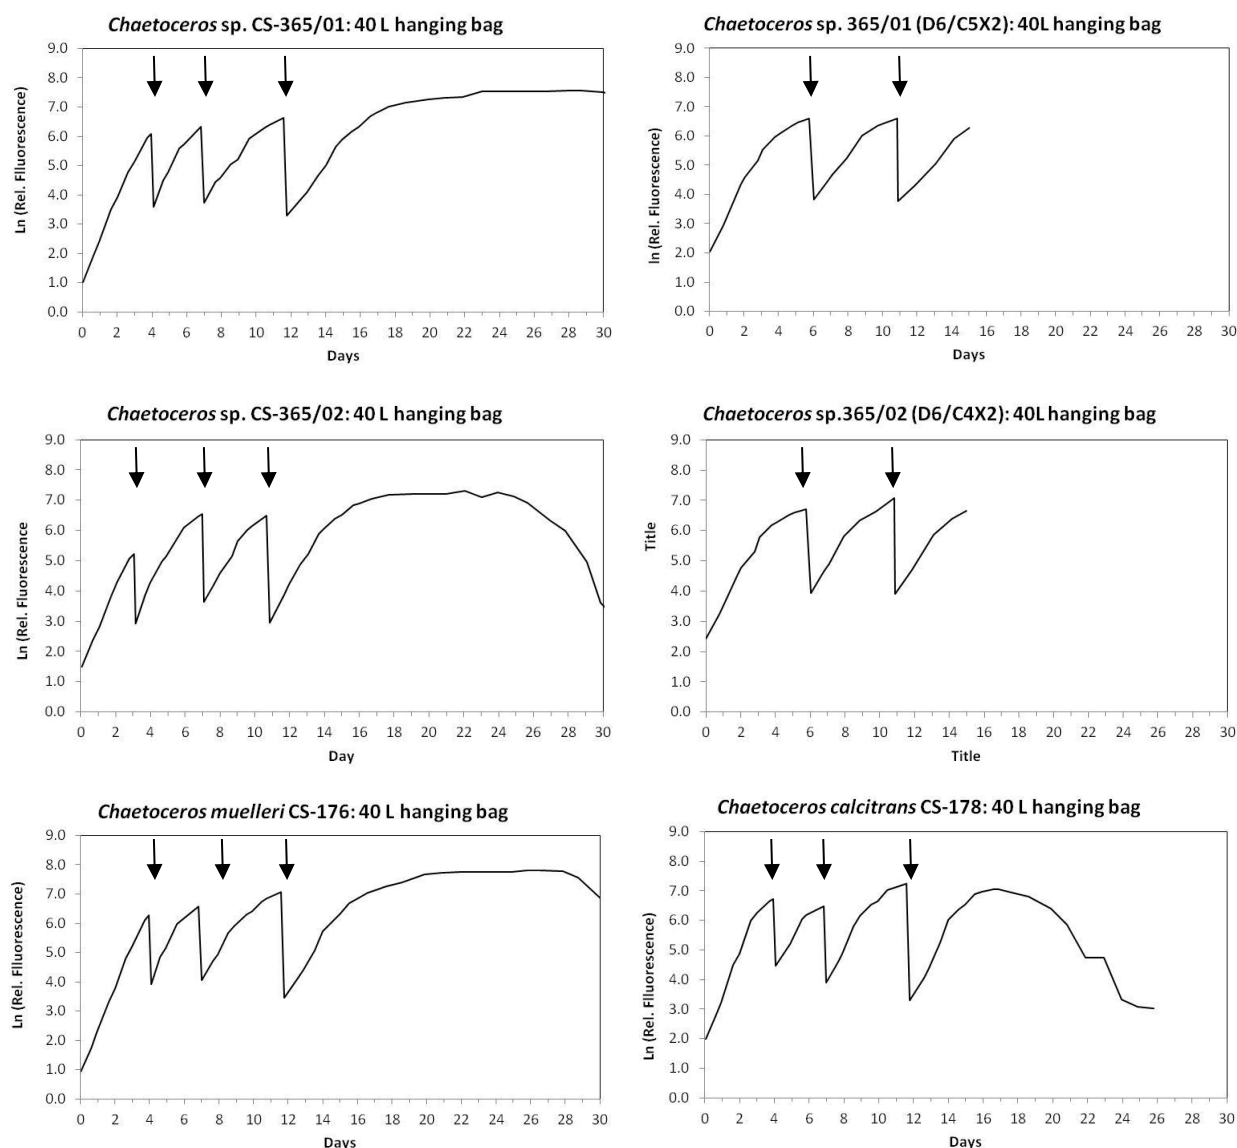 Chaetoceros sp. CS-365/01: 40 L hanging bag
9.0
8.0
7.0
6.0
5.0
4.0
3.0
2.0
1.0
0.0
Ln (Rel. Flluorescence)
0 2 4 6 8 10 12 14 16 18 20 22 24 26 28 30
Days
Chaetoceros sp. 365/01 (D6/C5X2): 40L hanging bag
9.0
8.0
7.0
6.0
5.0
4.0
3.0
2.0
1.0
0.0
ln (Rel. Fluorescence)
0 2 4 6 8 10 12 14 16 18 20 22 24 26 28 30
Days
Chaetoceros sp. CS-365/02: 40 L hanging bag
9.0
8.0
7.0
6.0
5.0
4.0
3.0
2.0
1.0
0.0
Ln (Rel. Fluorescence
0 2 4 6 8 10 12 14 16 18 20 22 24 26 28 30
Day
Chaetoceros sp.365/02 (D6/C4X2): 40L hanging bag
9.0
8.0
7.0
6.0
5.0
4.0
3.0
2.0
1.0
0.0
Title
0 2 4 6 8 10 12 14 16 18 20 22 24 26 28 30
Title
Chaetoceros muelleri CS-176: 40 L hanging bag
9.0
8.0
7.0
6.0
5.0
4.0
3.0
2.0
1.0
0.0
Ln (Rel. Flluorescence)
0 2 4 6 8 10 12 14 16 18 20 22 24 26 28 30
Days
Chaetoceros calcitrans CS-178: 40 L hanging bag
9.0
8.0
7.0
6.0
5.0
4.0
3.0
2.0
1.0
0.0
Ln (Rel. Flluorescence)
0 2 4 6 8 10 12 14 16 18 20 22 24 26 28 30
Days